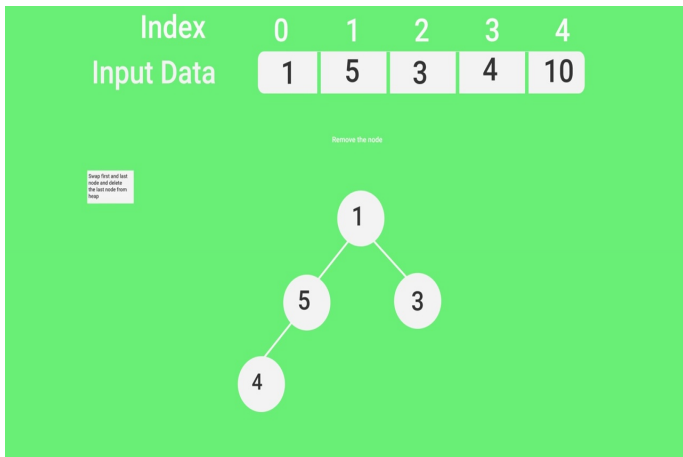 Index 0 1 2 3 4
Input Data 1 5 3 4 10
Remove the node
Swap first and last
node and delete
the last node from
heap
1
5 3
4